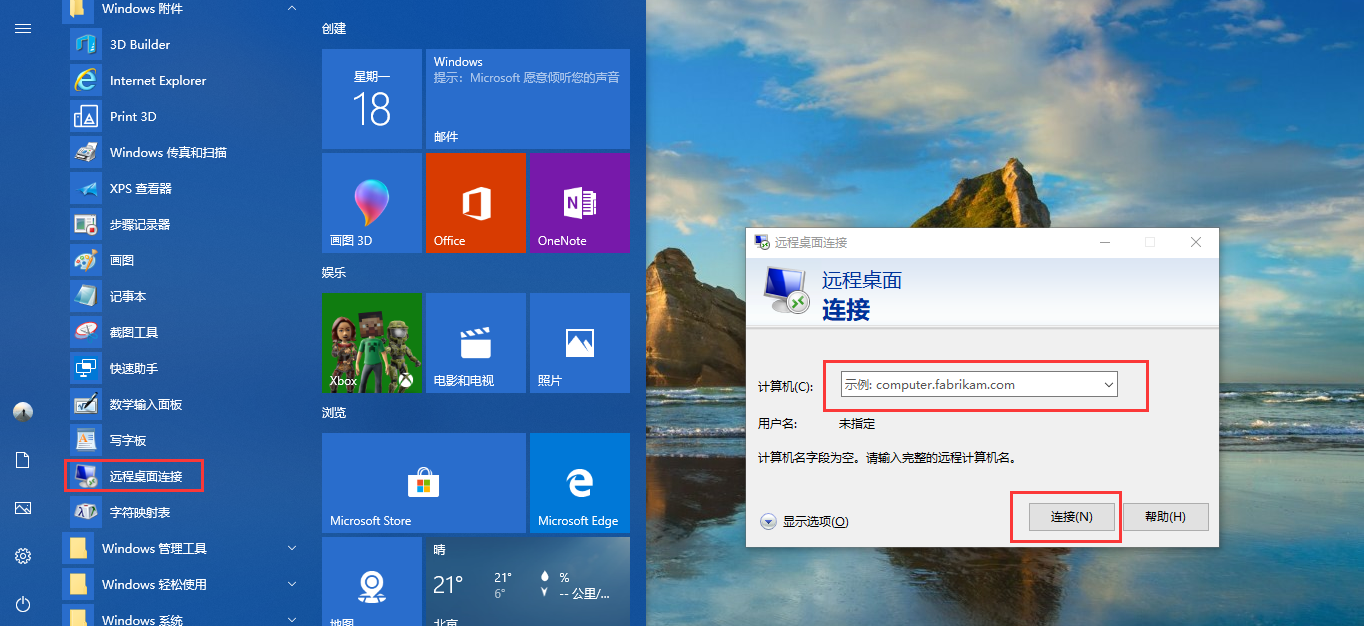 Windows 附件
3D Builder
Internet Explorer
Print 3D
Windows 传真和扫描
XPS 查看器
步骤记录器
画图
记事本
截图工具
快速助手
数学输入面板
写字板
远程桌面连接
字符映射表
Windows 管理工具
Windows 轻松使用
Windows 系统
创建
星期一
18
Windows
提示: Microsoft 愿意倾听您的声音
邮件
画图 3D
Office
N
OneNote
娱乐
Xbox
电影和电视
照片
浏览
Microsoft Store
Microsoft Edge
地图
晴
21°
21°
6°
%
-- 公里/...
北京
远程桌面连接
远程桌面
连接
计算机(C):
示例: computer.fabrikam.com
用户名:
未指定
计算机名字段为空。请输入完整的远程计算机名。
显示选项(O)
连接(N)
帮助(H)